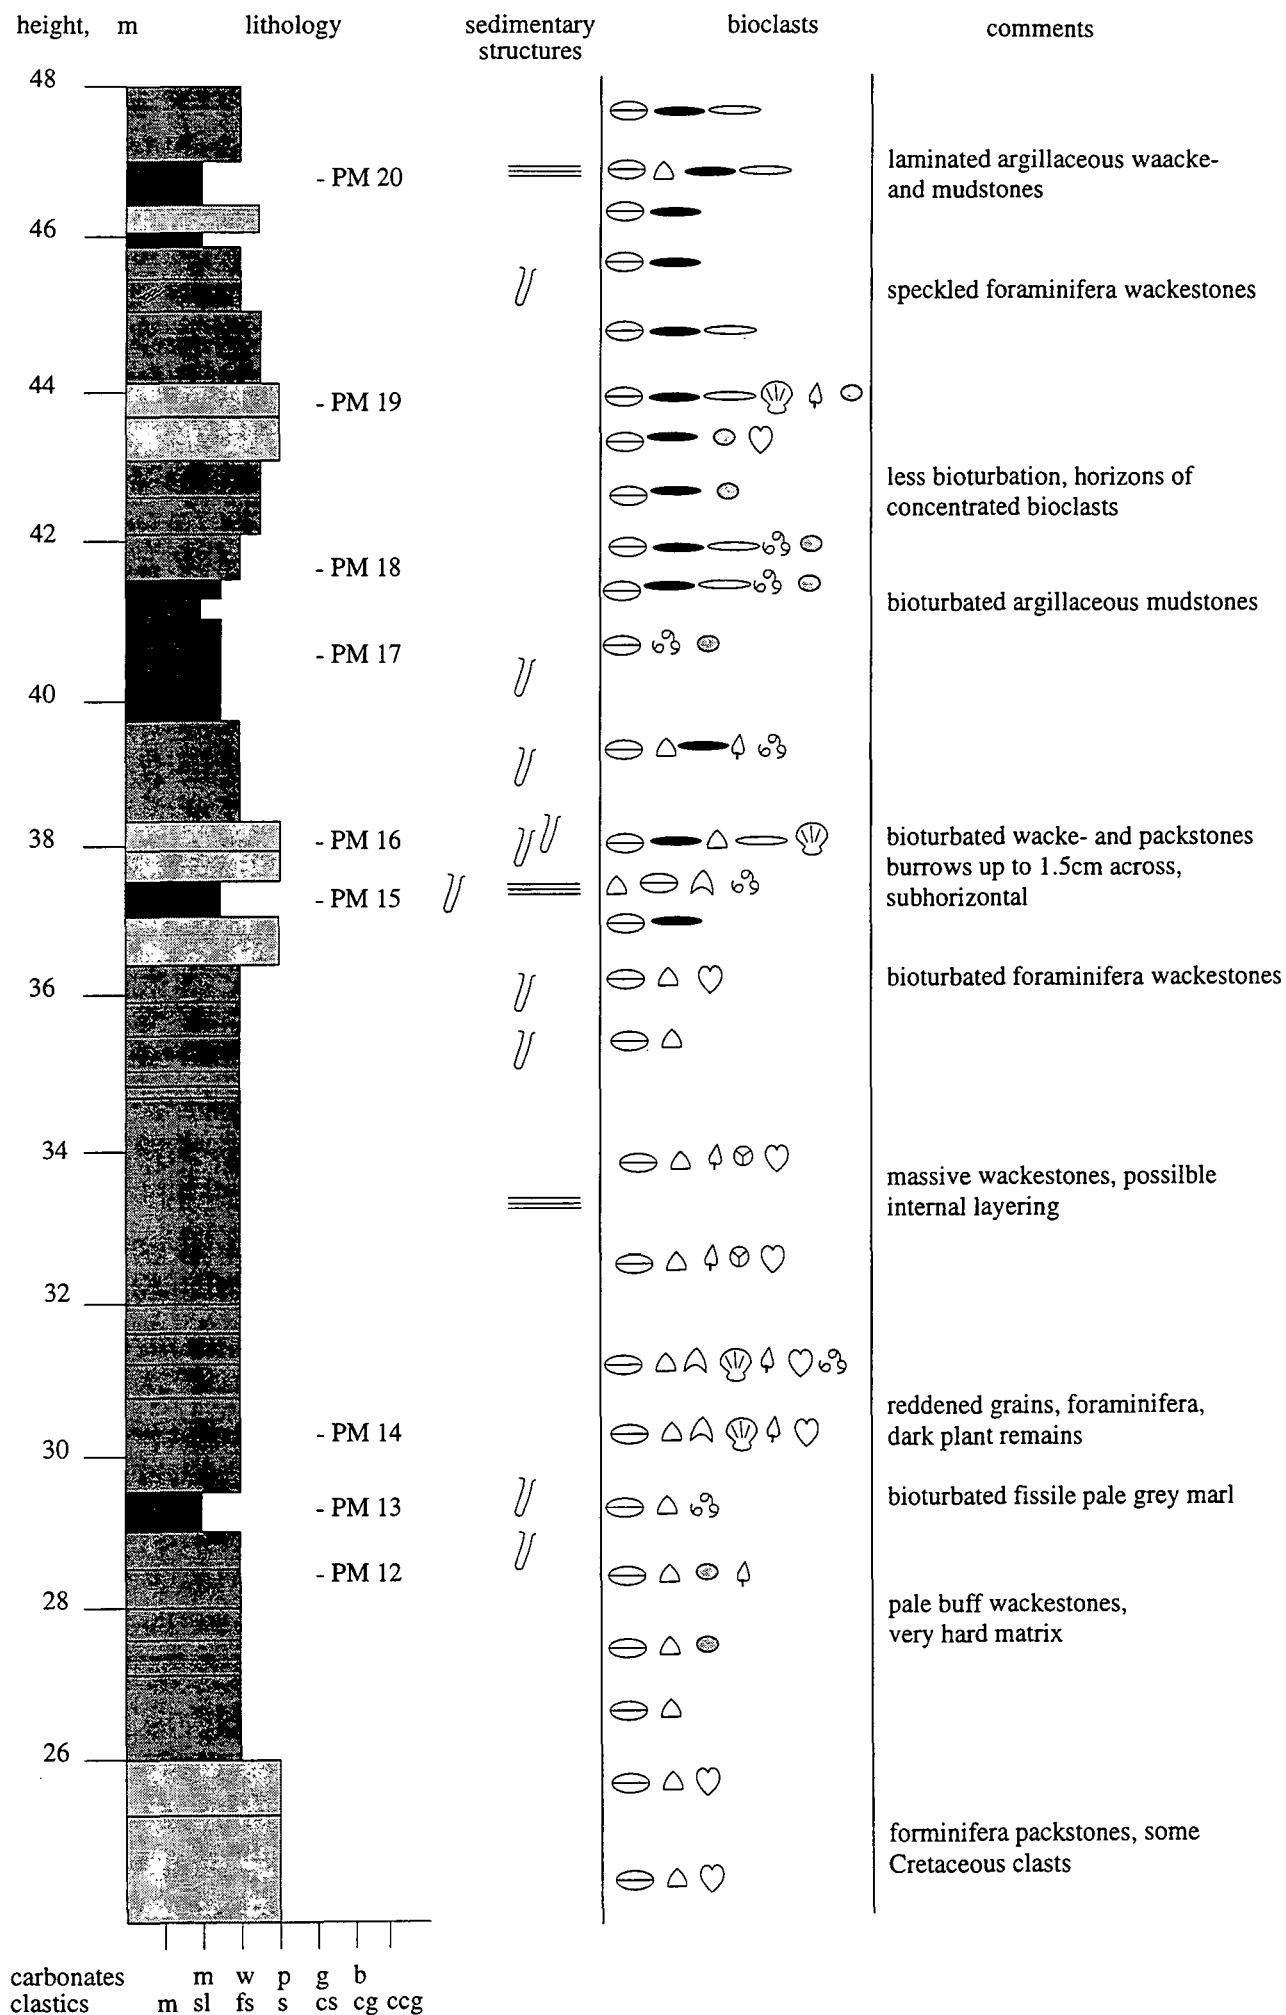 height, m lithology sedimentary structures bioclasts comments
48
- PM 20
laminated argillaceous waacke-
and mudstones
46
speckled foraminifera wackestones
44
- PM 19
less bioturbation, horizons of
concentrated bioclasts
42
- PM 18
bioturbated argillaceous mudstones
- PM 17
40
38
- PM 16
bioturbated wacke- and packstones
burrows up to 1.5cm across,
subhorizontal
- PM 15
bioturbated foraminifera wackestones
36
34
massive wackestones, possilble
internal layering
32
reddened grains, foraminifera,
dark plant remains
- PM 14
30
bioturbated fissile pale grey marl
- PM 13
- PM 12
28
pale buff wackestones,
very hard matrix
26
forminifera packstones, some
Cretaceous clasts
carbonates m w p g b
clastics m sl fs s cs cg ccg